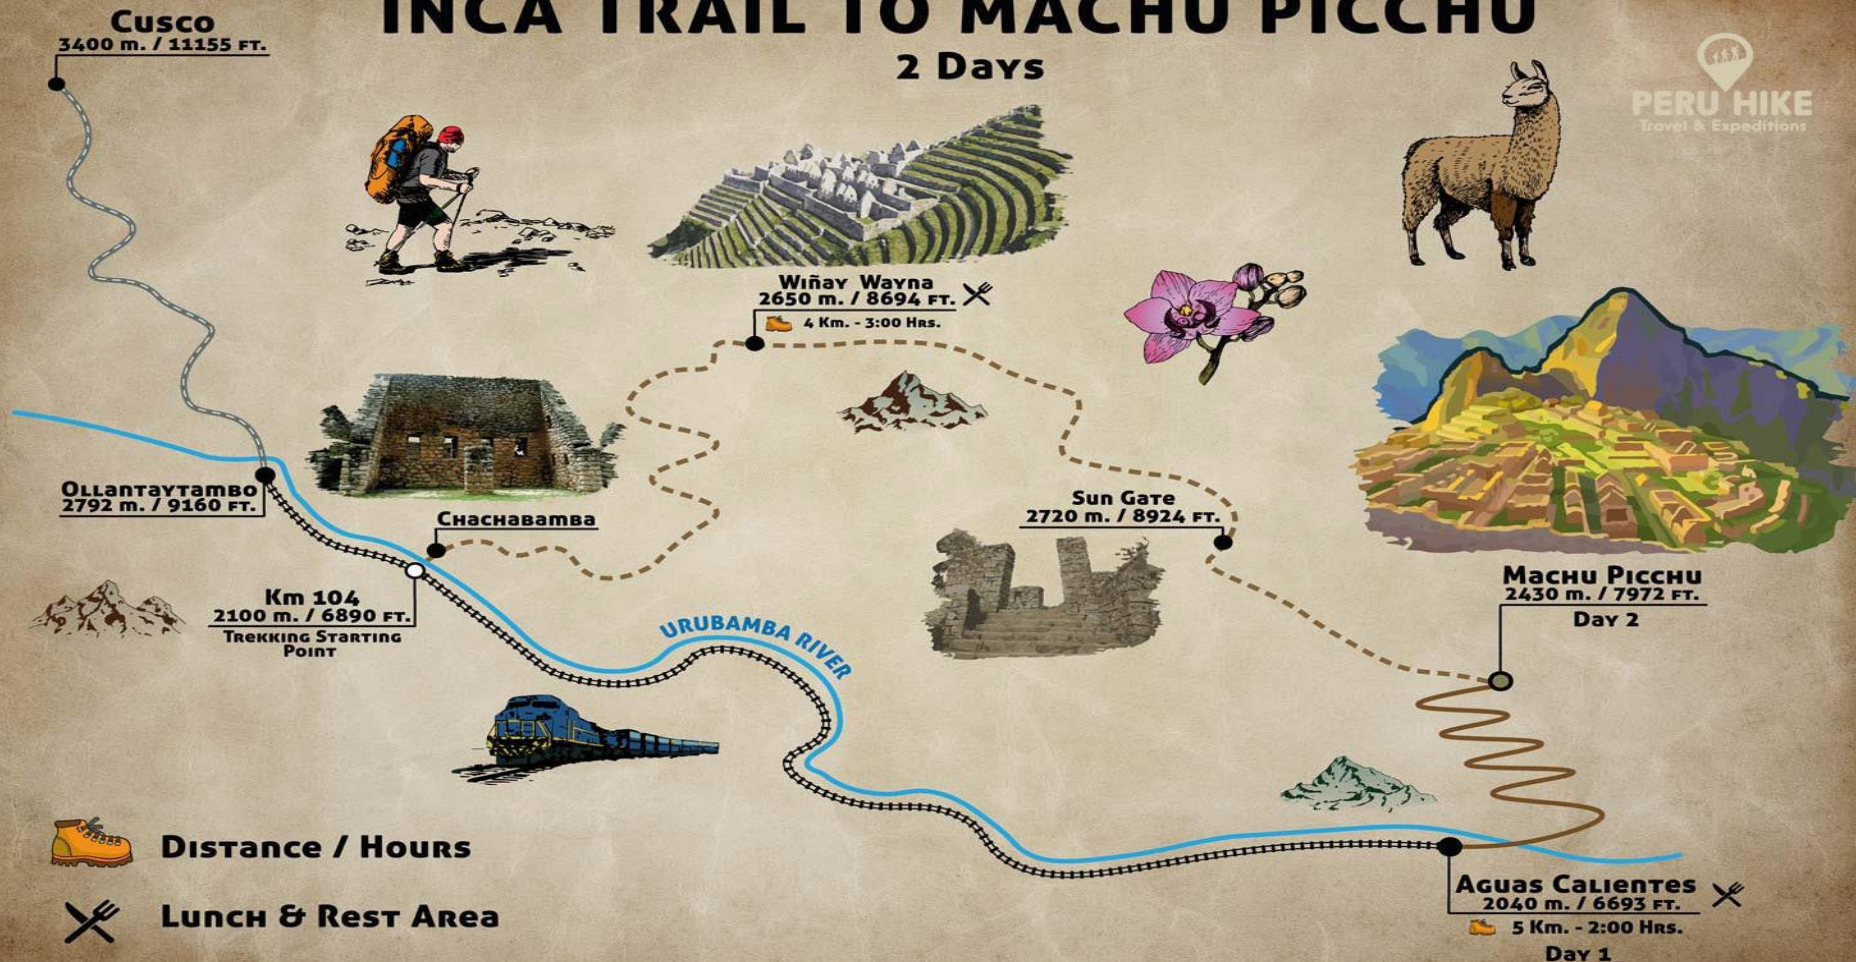 INCA TRAIL TO MACHU PICCHU
2 Days
Cusco
3400 m. / 11155 FT.
PERU HIKE
Travel & Expeditions
Wiñay Wayna
2650 m. / 8694 FT.
4 Km. - 3:00 Hrs.
Ollantaytambo
2792 m. / 9160 FT.
Chachabamba
Sun Gate
2720 m. / 8924 FT.
Machu Picchu
2430 m. / 7972 FT.
Day 2
Km 104
2100 m. / 6890 FT.
Trekking Starting
Point
URUBAMBA RIVER
Distance / Hours
Lunch & Rest Area
Aguas Calientes
2040 m. / 6693 FT.
5 Km. - 2:00 Hrs.
Day 1